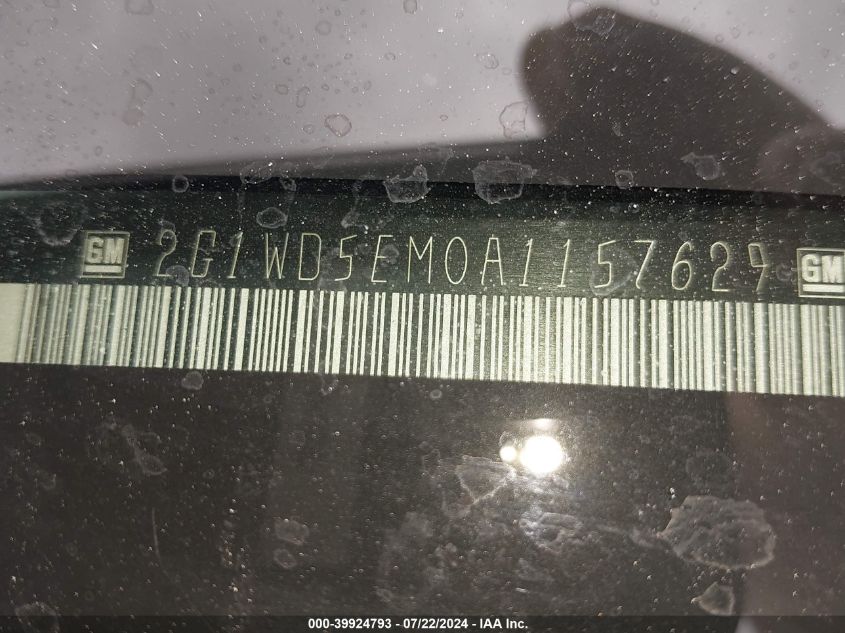 GM 2G1WD5EM0A1157629 GM
000-39924793 - 07/22/2024 - IAA Inc.